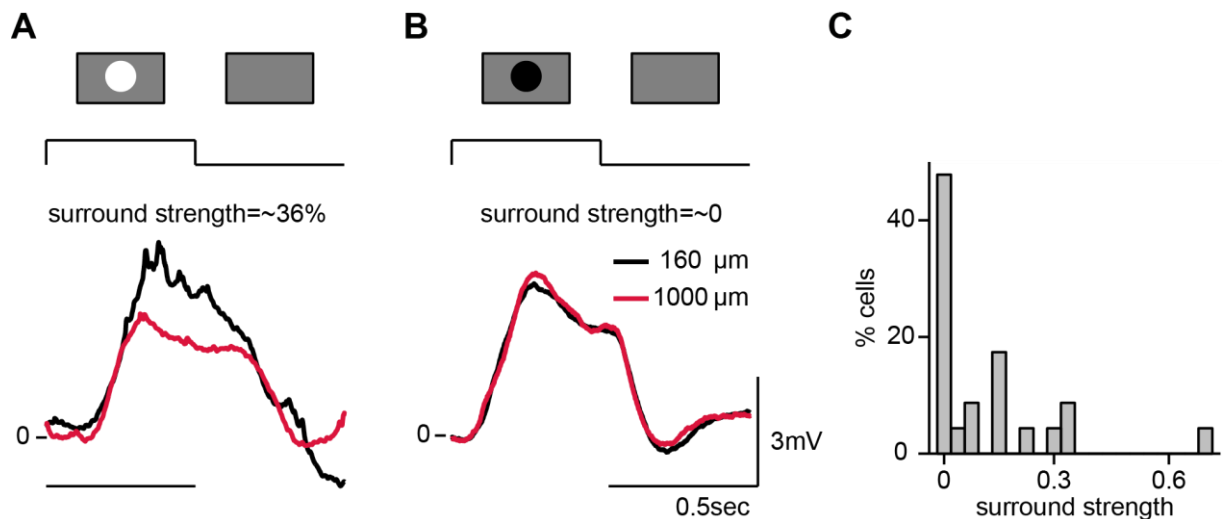 A
B
C
surround strength=~36%
surround strength=~0
160 µm
1000 µm
0
0
3mV
0.5sec
% cells
40
20
0
0
0.3
0.6
surround strength